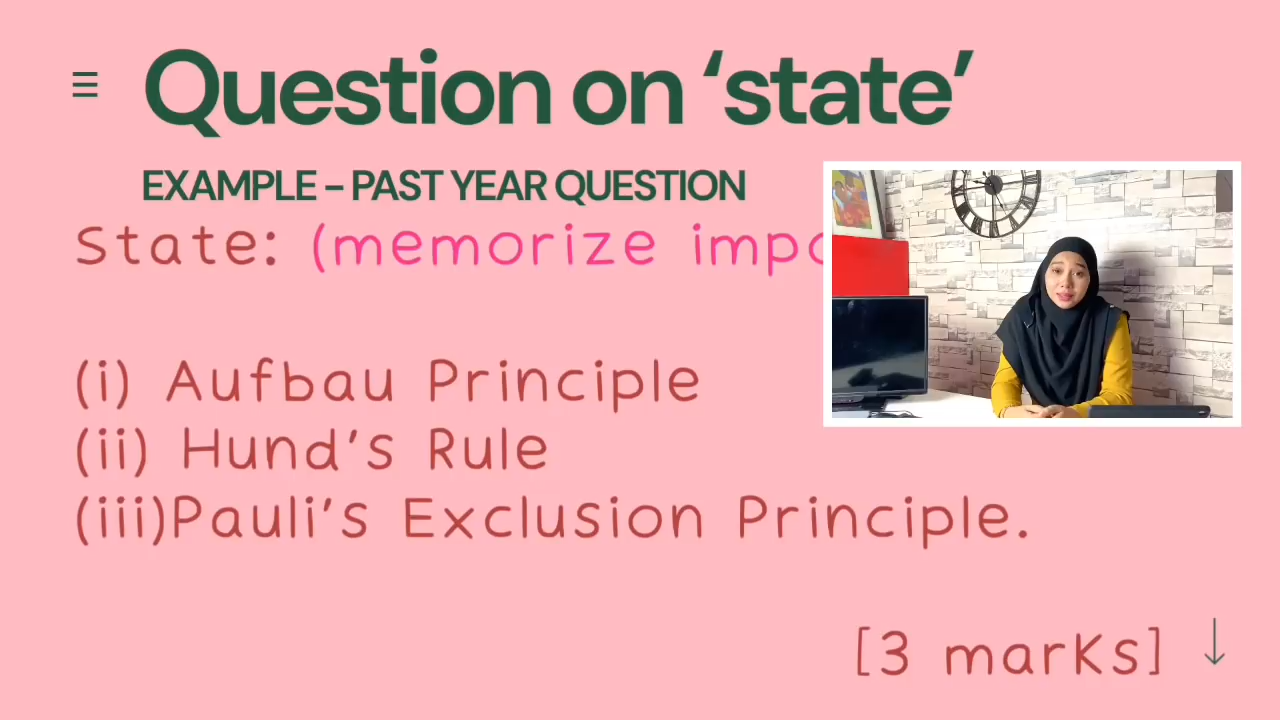 Question on ‘state’
EXAMPLE – PAST YEAR QUESTION
State: (memorize
(i) Aufbau Principle
(ii) Hund's Rule
(iii)Pauli's Exclusion Principle.
[3 marks]